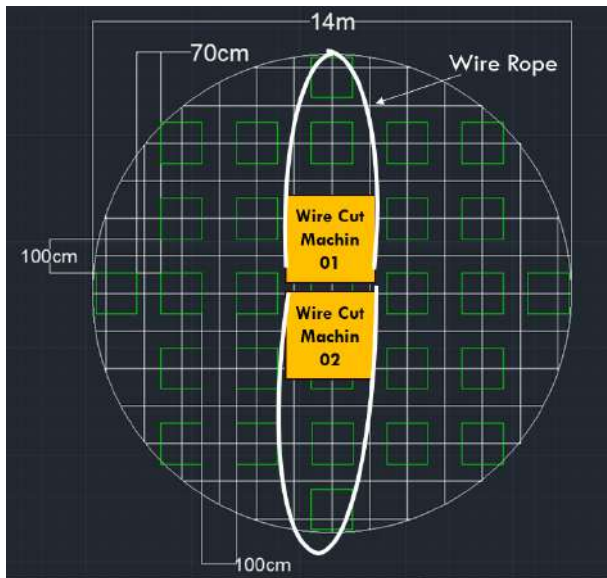 14m
70cm
Wire Rope
Wire Cut
Machin
01
100cm
Wire Cut
Machin
02
100cm